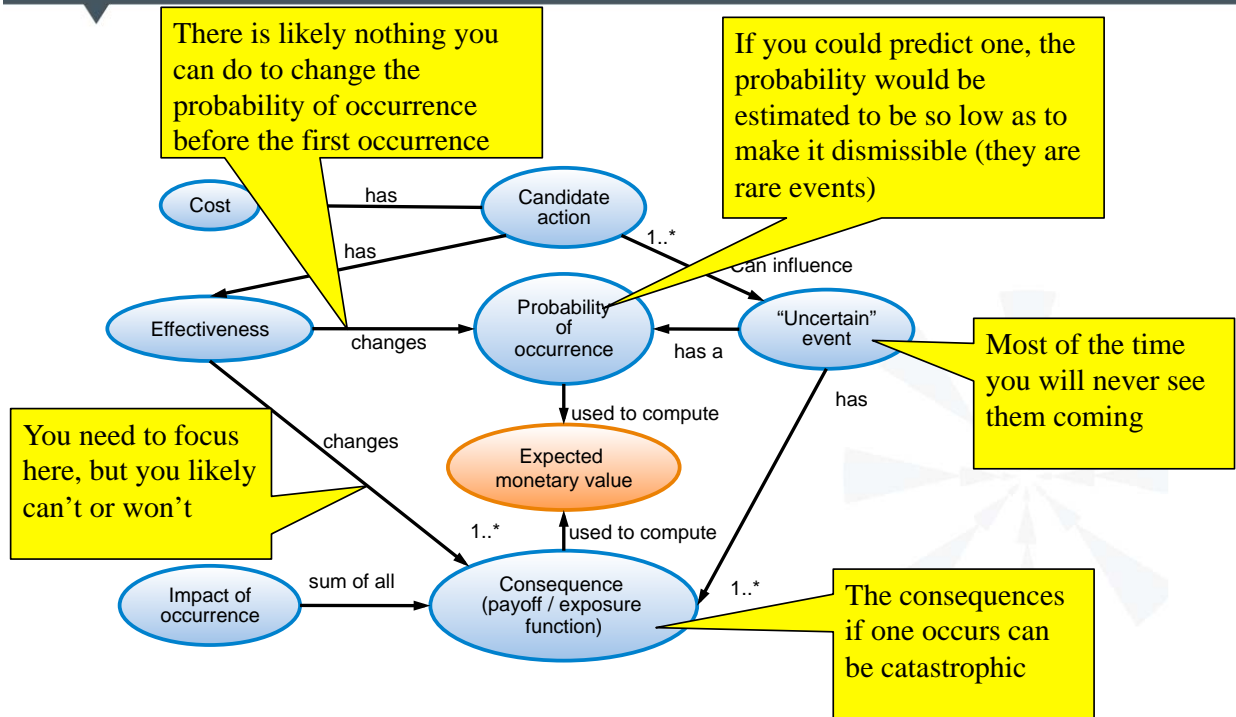 There is likely nothing you
can do to change the
probability of occurrence
before the first occurrence
If you could predict one, the
probability would be
estimated to be so low as to
make it dismissible (they are
rare events)
Cost
has
Candidate
action
has
1..*
Can influence
Effectiveness
changes
Probability
of
occurrence
has a
“Uncertain”
event
Most of the time
you will never see
them coming
has
used to compute
You need to focus
here, but you likely
can’t or won’t
changes
Expected
monetary value
1..*
used to compute
Impact of
occurrence
sum of all
Consequence
(payoff / exposure
function)
1..*
The consequences
if one occurs can
be catastrophic